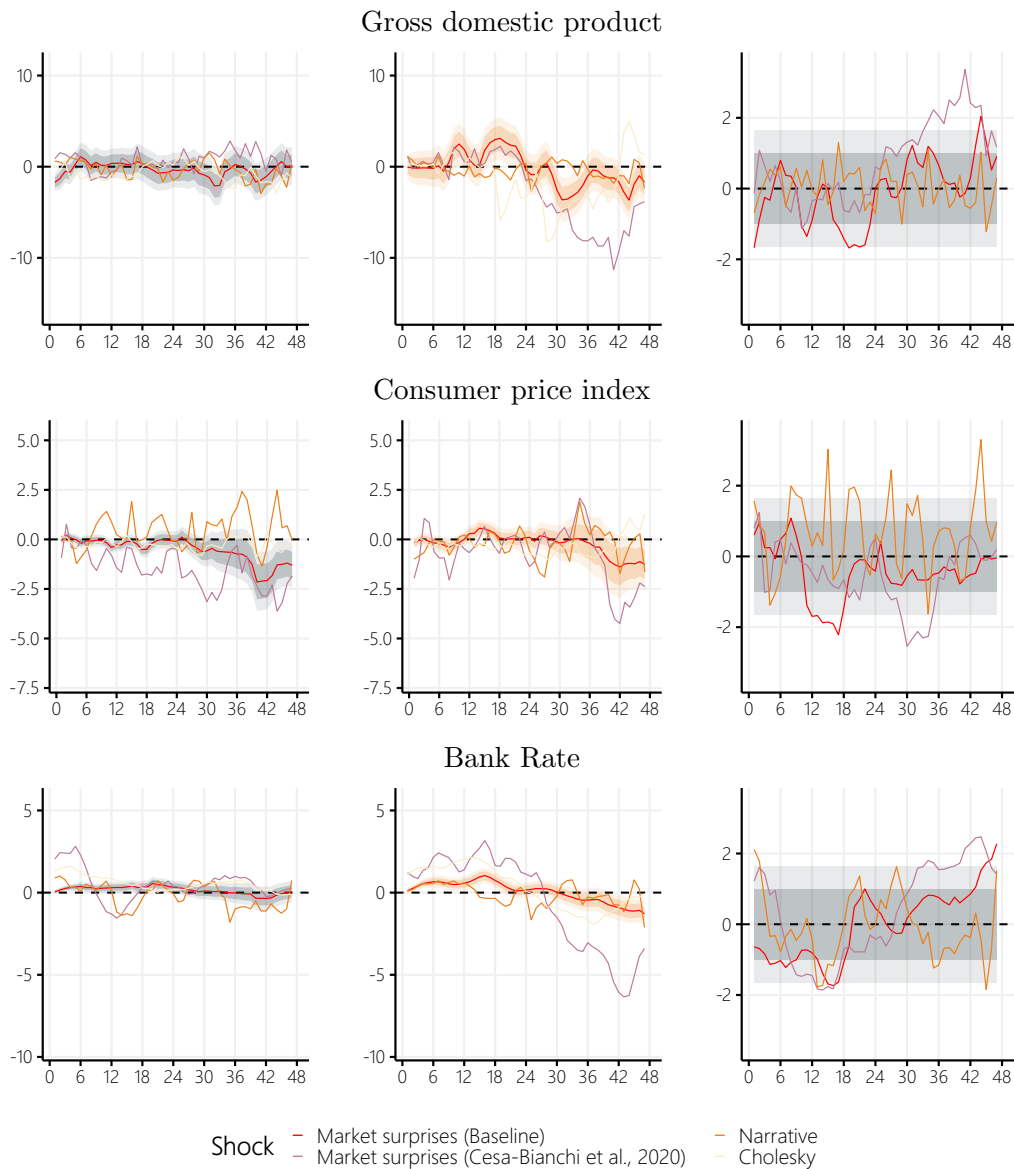 Gross domestic product
10
0
-10
0 6 12 18 24 30 36 42 48
10
0
-10
0 6 12 18 24 30 36 42 48
2
0
-2
0 6 12 18 24 30 36 42 48
Consumer price index
5.0
2.5
0.0
-2.5
-5.0
-7.5
0 6 12 18 24 30 36 42 48
5.0
2.5
0.0
-2.5
-5.0
-7.5
0 6 12 18 24 30 36 42 48
2
0
-2
0 6 12 18 24 30 36 42 48
Bank Rate
5
0
-5
-10
0 6 12 18 24 30 36 42 48
5
0
-5
-10
0 6 12 18 24 30 36 42 48
2
0
-2
0 6 12 18 24 30 36 42 48
Shock
Market surprises (Baseline)
Market surprises (Cesa-Bianchi et al., 2020)
Narrative
Cholesky